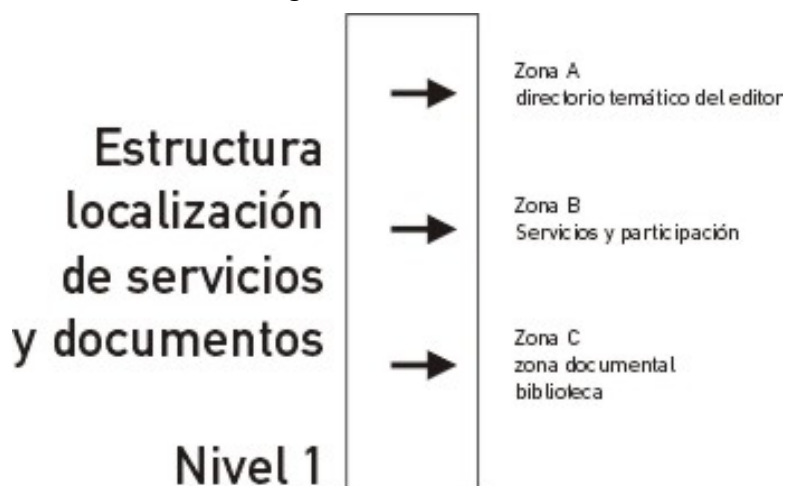 Estructura
localización
de servicios
y documentos
Nivel 1
Zona A
directorio temático del editor
Zona B
Servicios y participación
Zona C
zona documental
biblioteca